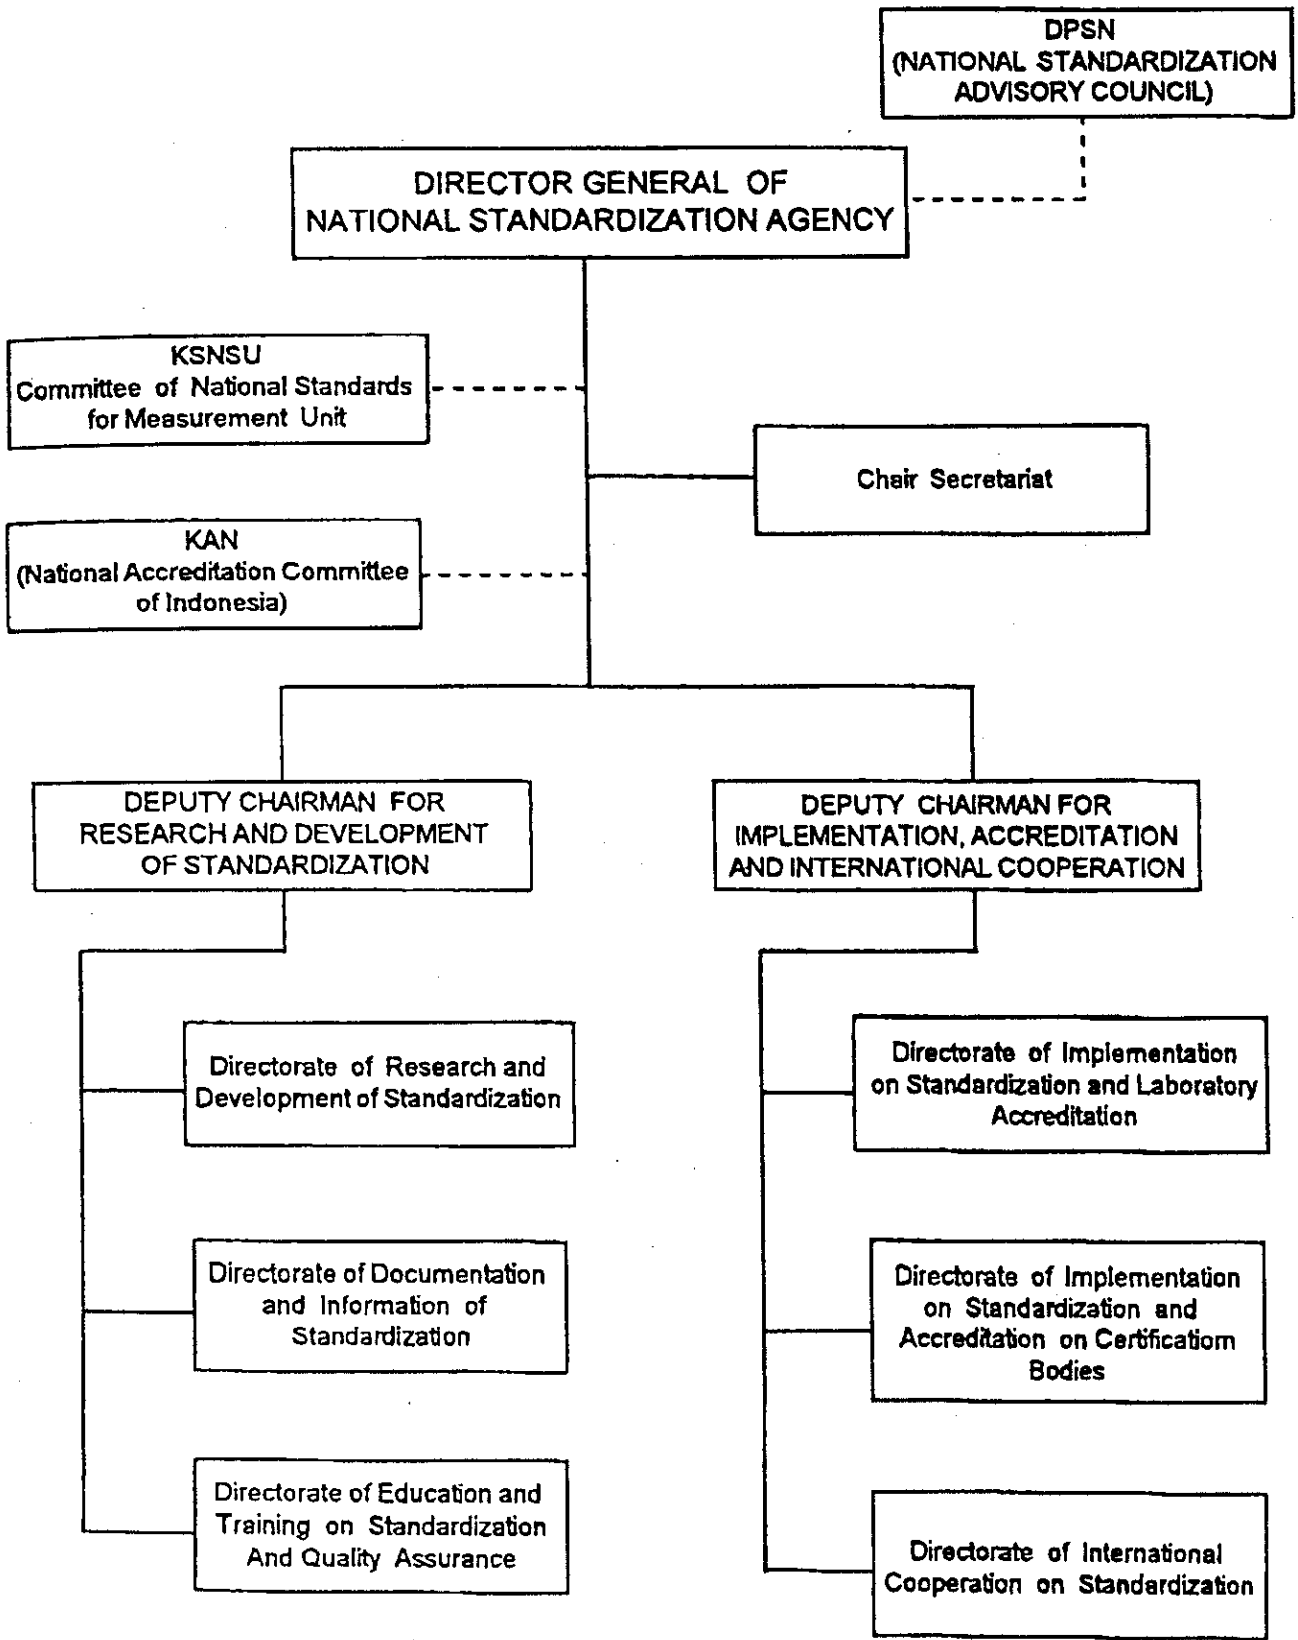 DPSN
(NATIONAL STANDARDIZATION
ADVISORY COUNCIL)
DIRECTOR GENERAL OF
NATIONAL STANDARDIZATION AGENCY
KSNSU
Committee of National Standards
for Measurement Unit
Chair Secretariat
KAN
(National Accreditation Committee
of Indonesia)
DEPUTY CHAIRMAN FOR
RESEARCH AND DEVELOPMENT
OF STANDARDIZATION
DEPUTY CHAIRMAN FOR
IMPLEMENTATION, ACCREDITATION
AND INTERNATIONAL COOPERATION
Directorate of Research and
Development of Standardization
Directorate of Documentation
and Information of
Standardization
Directorate of Education and
Training on Standardization
And Quality Assurance
Directorate of Implementation
on Standardization and Laboratory
Accreditation
Directorate of Implementation
on Standardization and
Accreditation on Certificatiom
Bodies
Directorate of International
Cooperation on Standardization